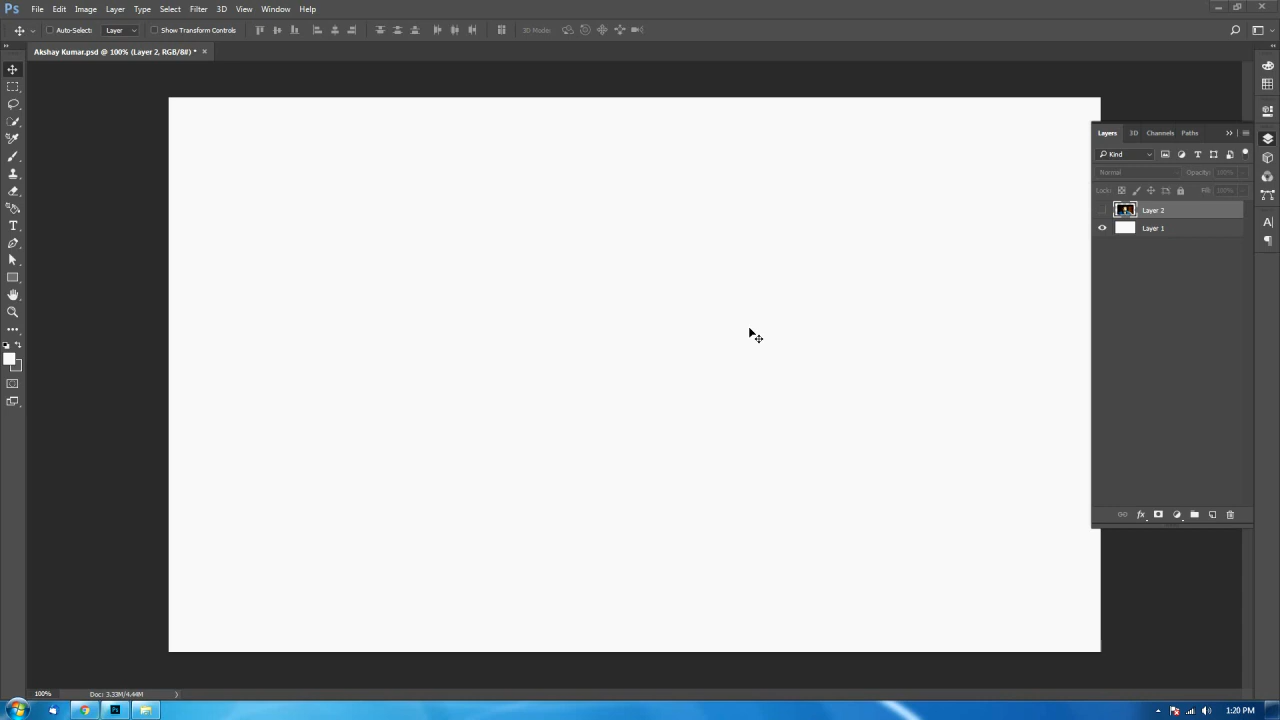 Ps File Edit Image Layer Type Select Filter 3D View Window Help
Auto-Select: Layer Show Transform Controls 3D Mode:
Akshay Kumar.psd @ 100% (Layer 2, RGB/8#) * ×
Layers 3D Channels Paths
Kind
Normal Opacity: 100%
Lock: Fill: 100%
Layer 2
Layer 1
fx
100% Doc: 3.33M/4.44M
Ps 1:20 PM